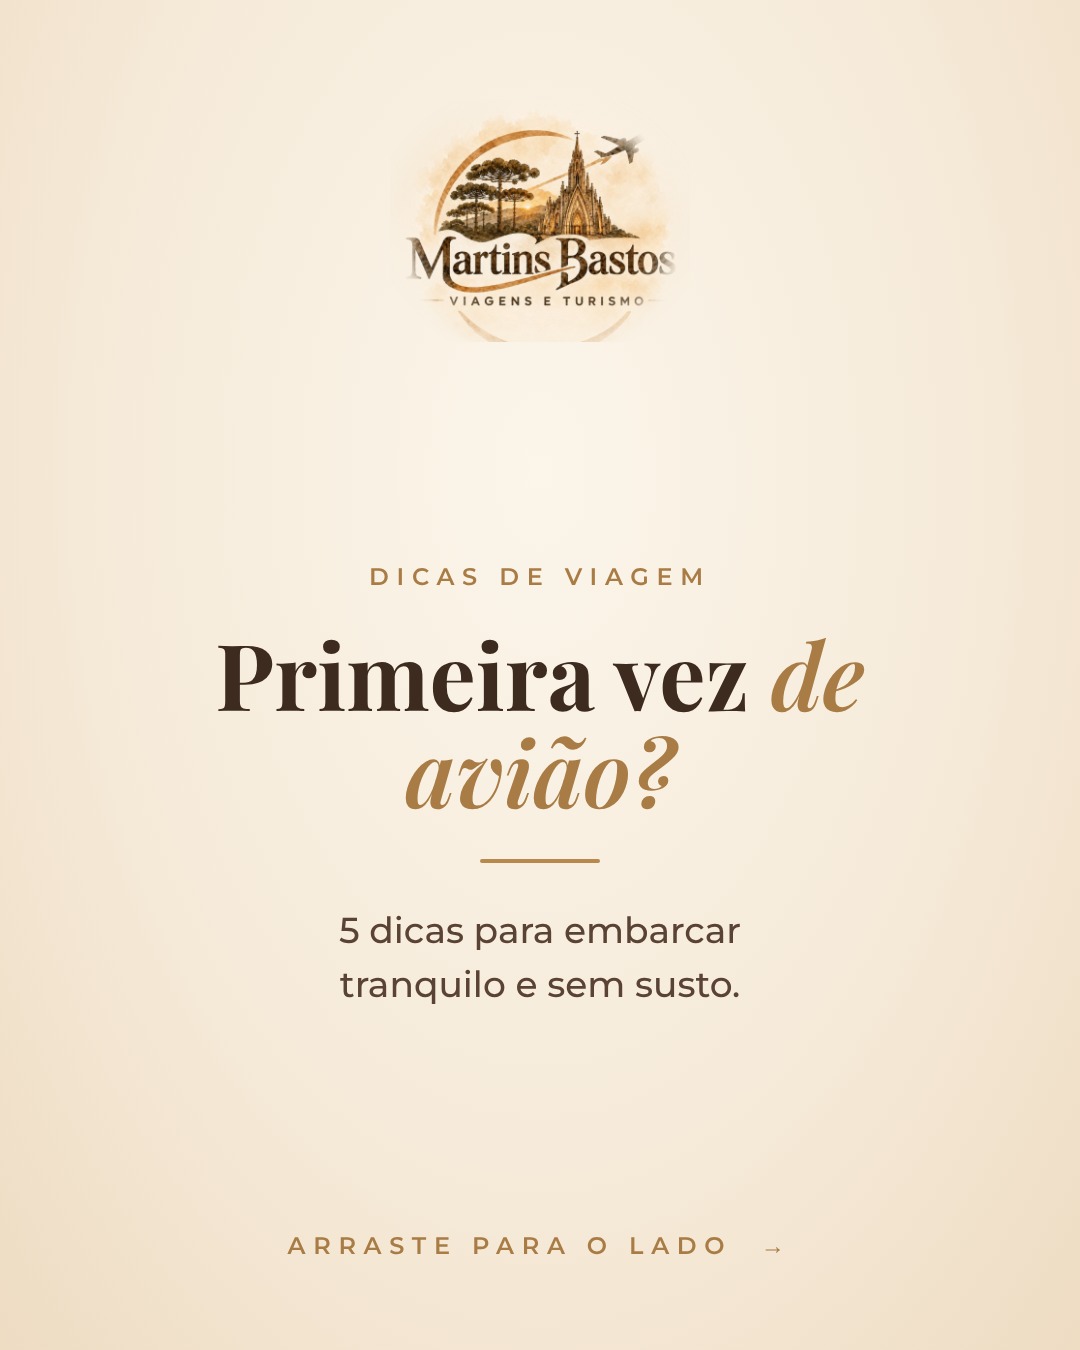 Martins Bastos
VIAGENS E TURISMO
DICAS DE VIAGEM
Primeira vez de
avião?
5 dicas para embarcar
tranquilo e sem susto.
ARRASTE PARA O LADO →